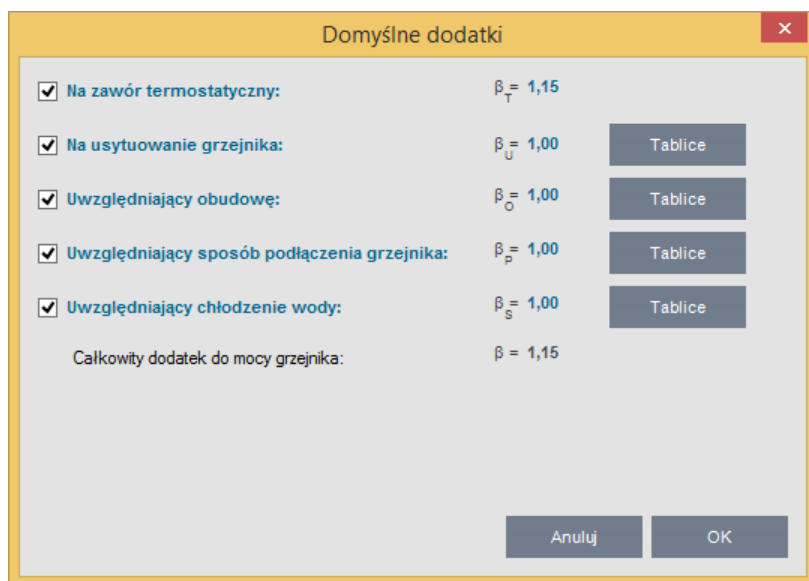 Domyślne dodatki
Na zawór termostatyczny: βT= 1,15
Na usytuowanie grzejnika: βU= 1,00 Tablice
Uwzględniający obudowę: βO= 1,00 Tablice
Uwzględniający sposób podłączenia grzejnika: βP= 1,00 Tablice
Uwzględniający chłodzenie wody: βS= 1,00 Tablice
Całkowity dodatek do mocy grzejnika: β = 1,15
Anuluj OK